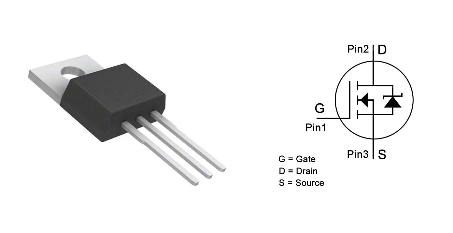 Pin2 D
G
Pin1
Pin3 S
G = Gate
D = Drain
S = Source